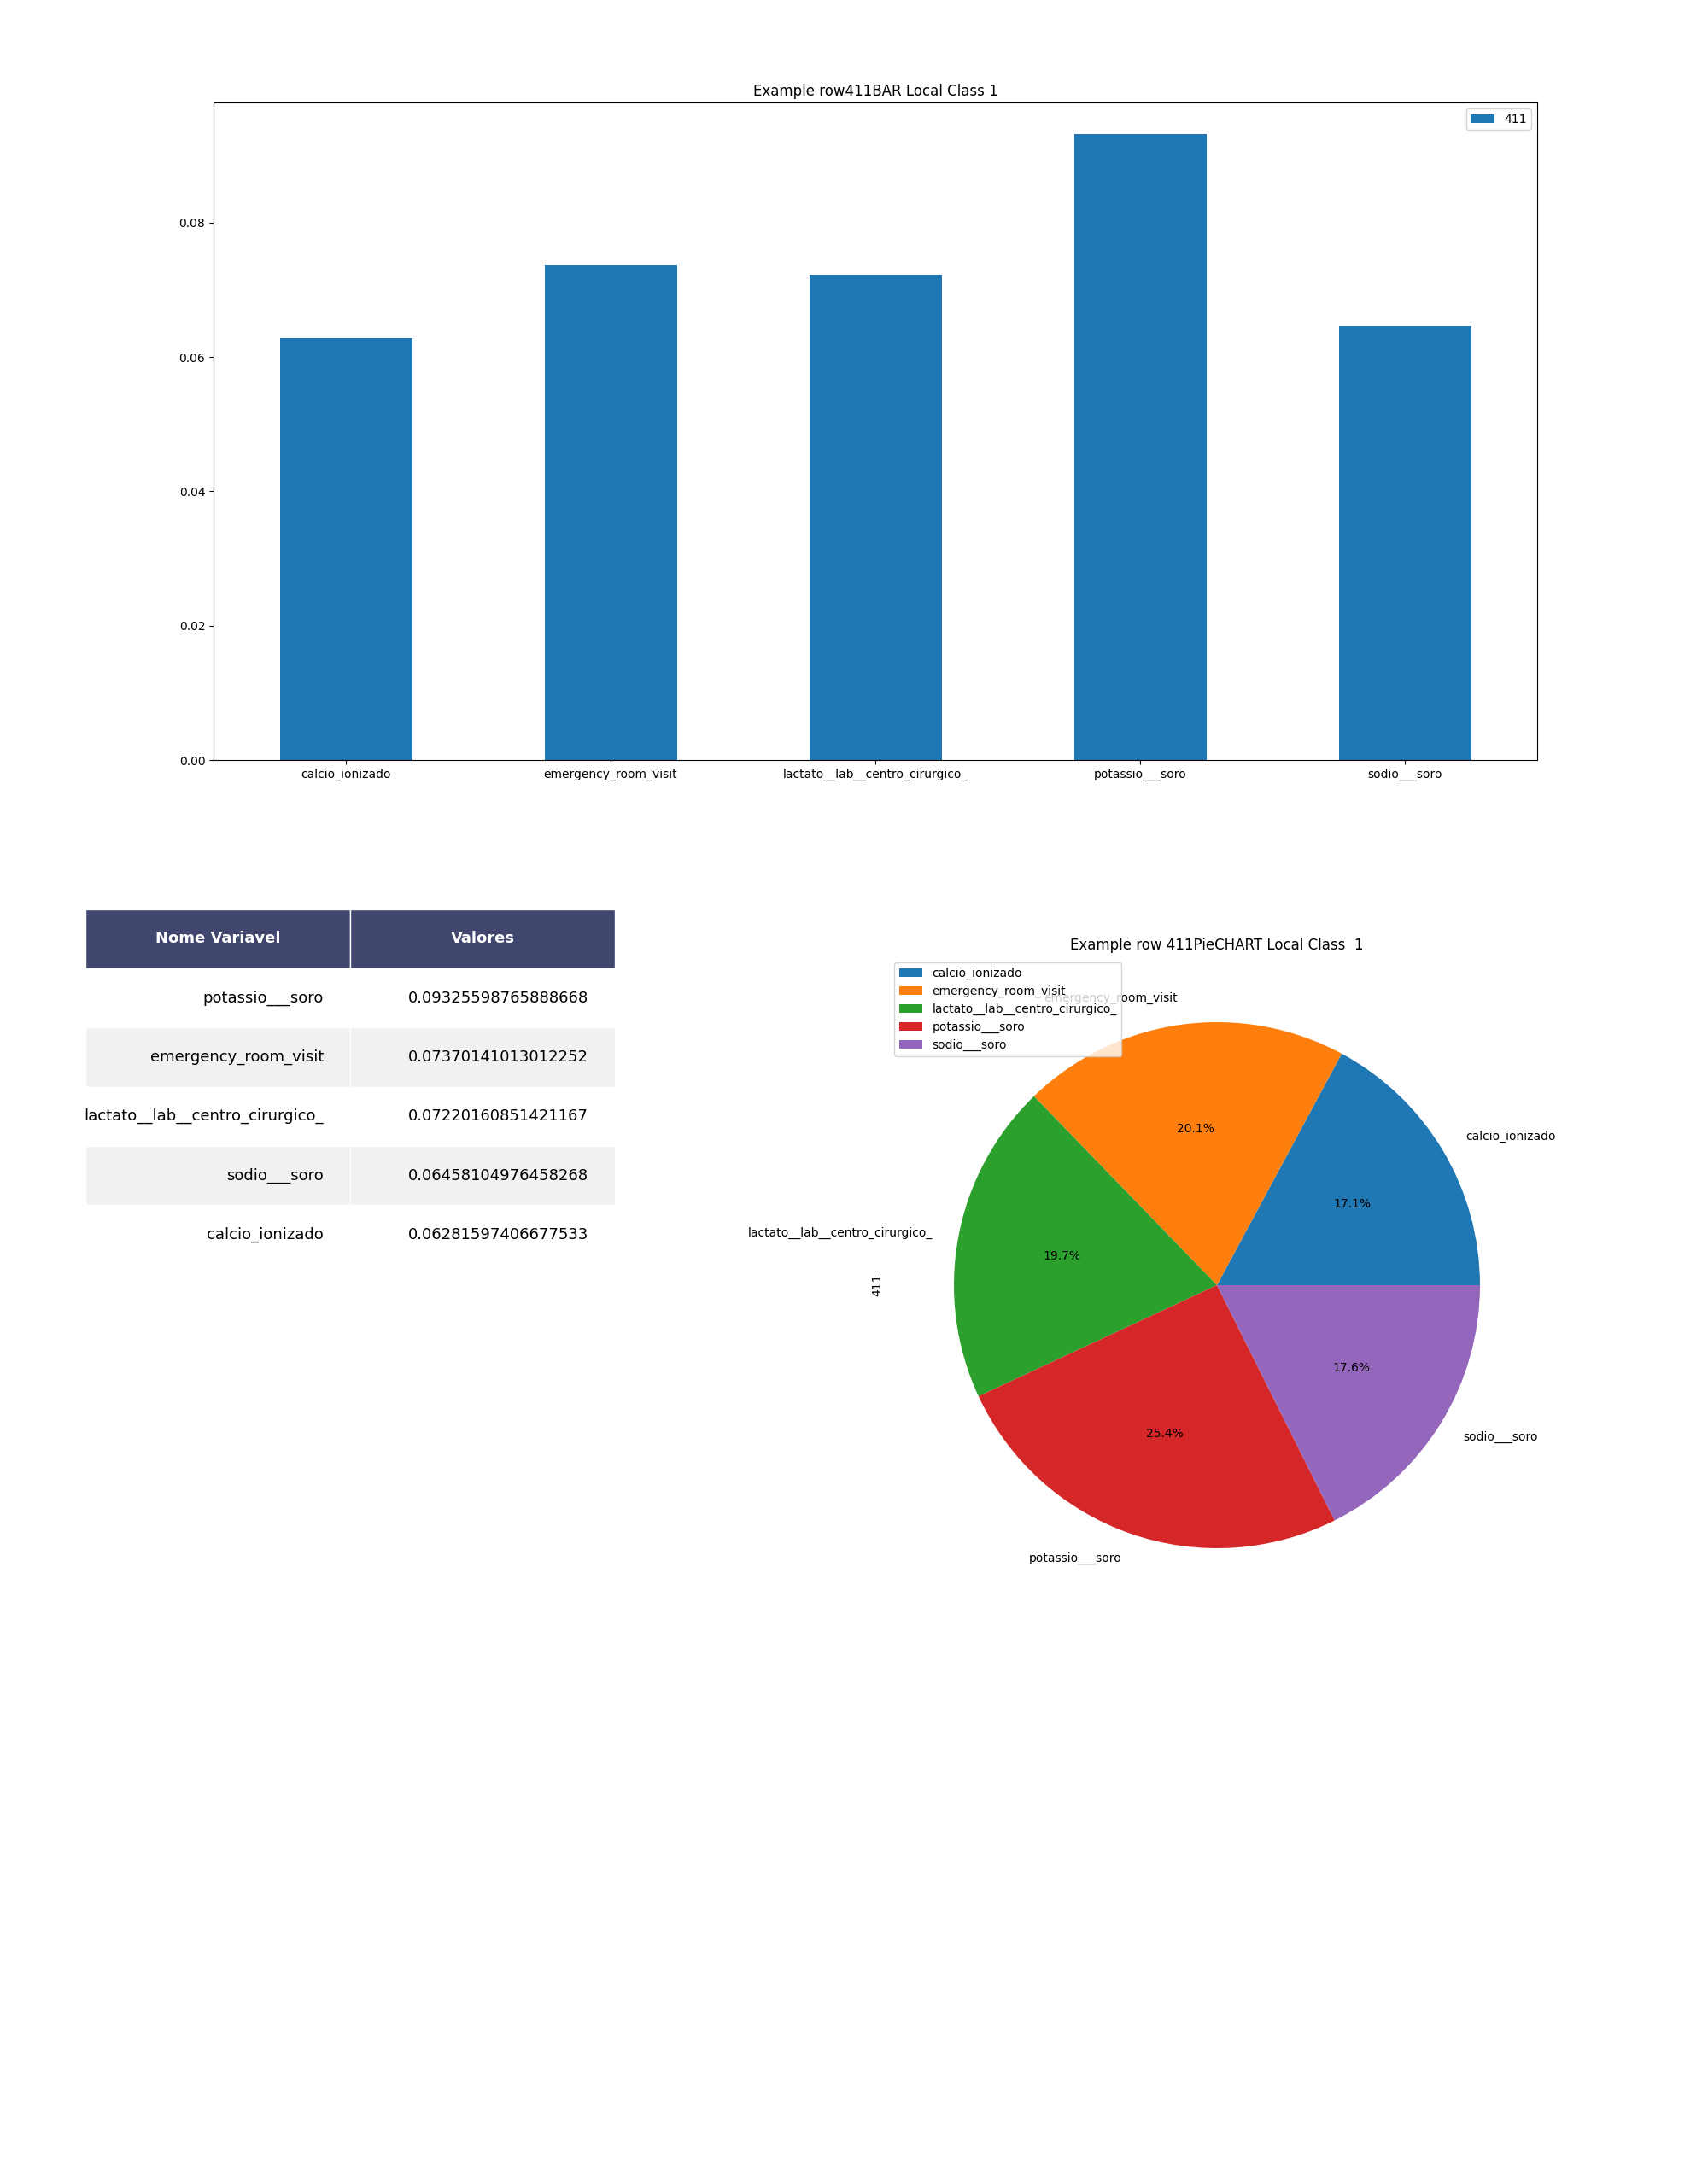 Example row411BAR Local Class 1
411
0.08
0.06
0.04
0.02
0.00
calcio_ionizado emergency_room_visit lactato__lab__centro_cirurgico_ potassio___soro sodio___soro
Nome Variavel Valores
potassio___soro 0.09325598765888668
emergency_room_visit 0.07370141013012252
lactato__lab__centro_cirurgico_ 0.07220160851421167
sodio___soro 0.06458104976458268
calcio_ionizado 0.06281597406677533
Example row 411PieCHART Local Class  1
calcio_ionizado
emergency_room_visit
lactato__lab__centro_cirurgico_
potassio___soro
sodio___soro
emergency_room_visit
20.1%
calcio_ionizado
17.1%
lactato__lab__centro_cirurgico_
19.7%
411
17.6%
25.4%
sodio___soro
potassio___soro